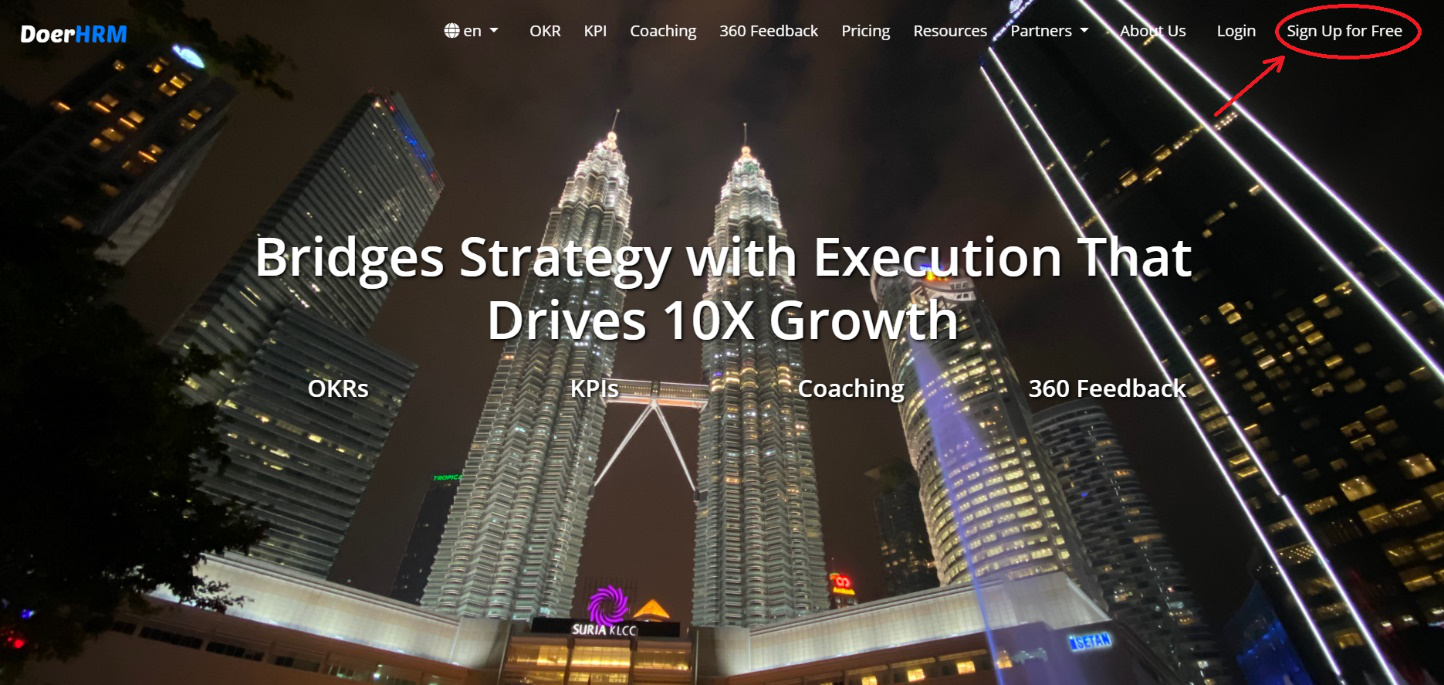 DoerHRM
en
OKR
KPI
Coaching
360 Feedback
Pricing
Resources
Partners
About Us
Login
Sign Up for Free
Bridges Strategy with Execution That
Drives 10X Growth
OKRs
KPIs
Coaching
360 Feedback
TROPICA
SURIA KLCC
ISETAN